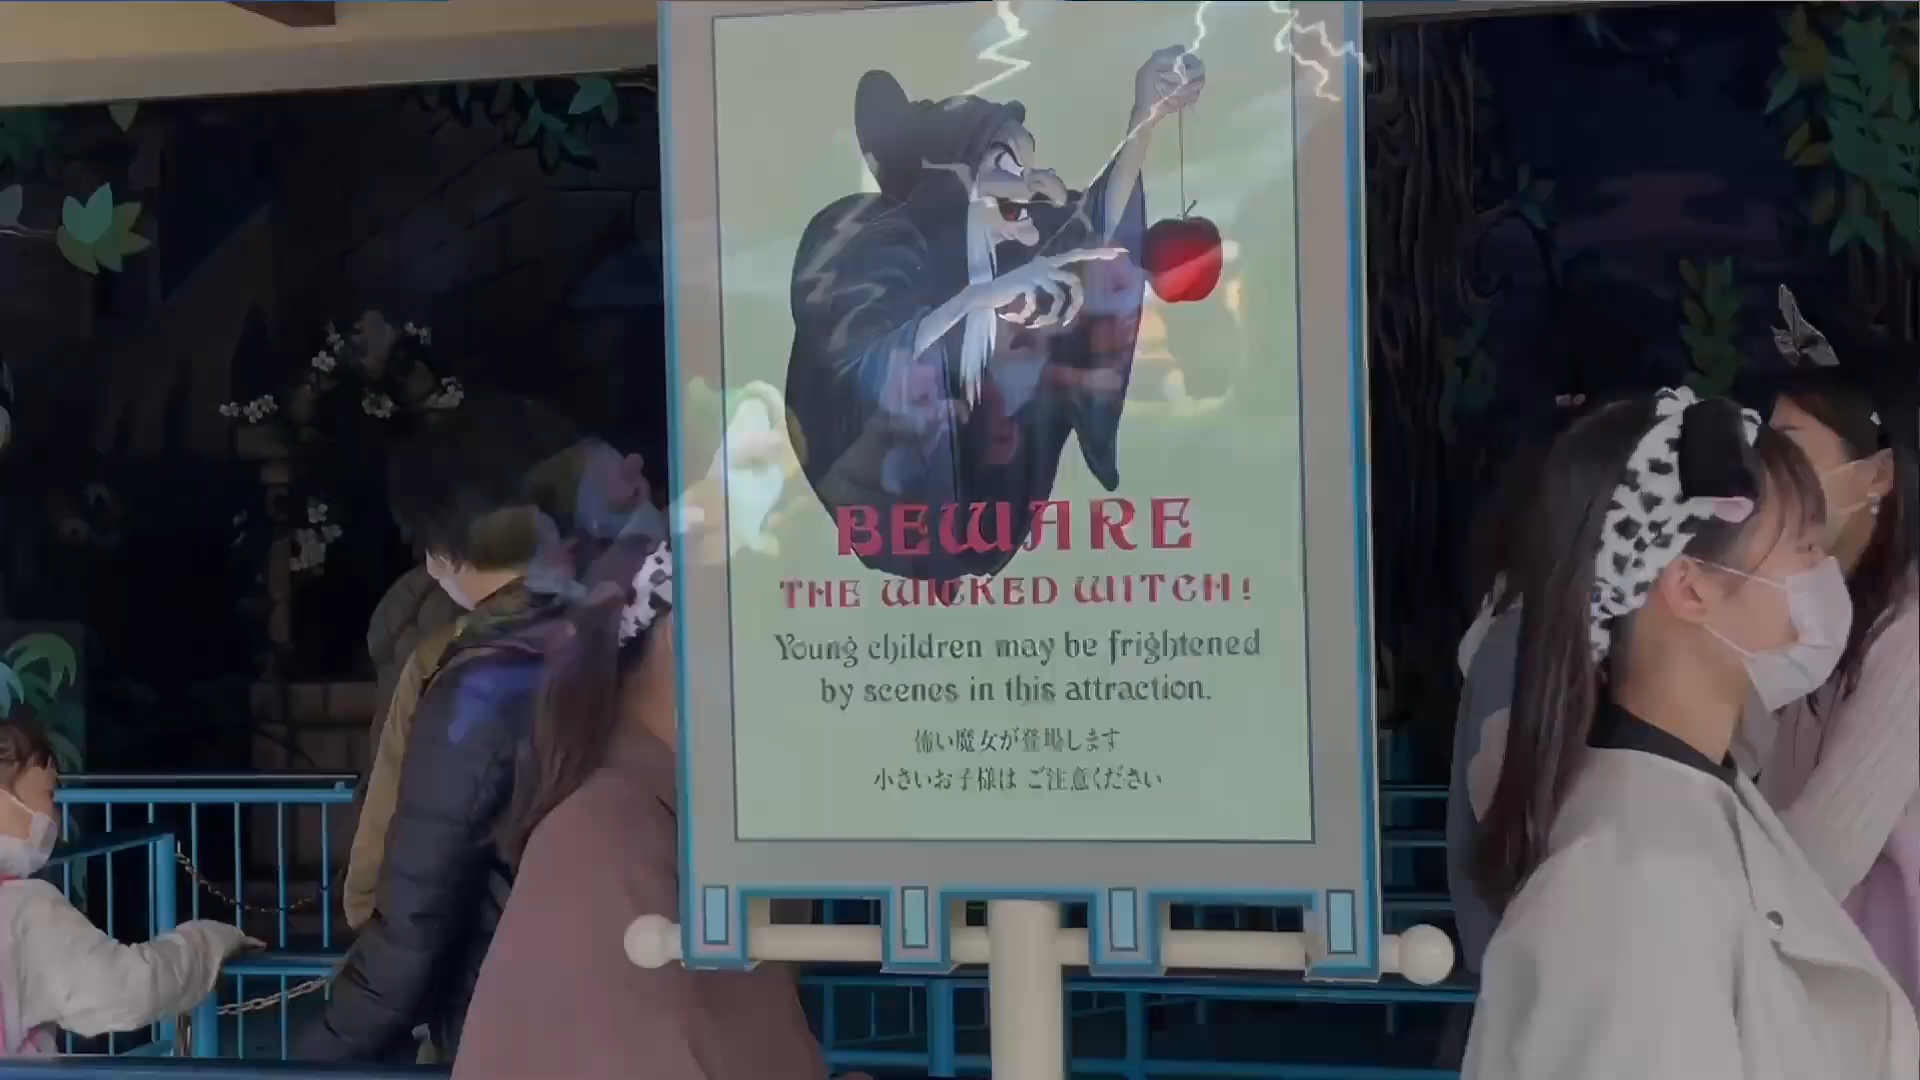 BEWARE
THE WICKED WITCH!
Young children may be frightened
by scenes in this attraction.
怖い魔女が登場します
小さいお子様は ご注意ください